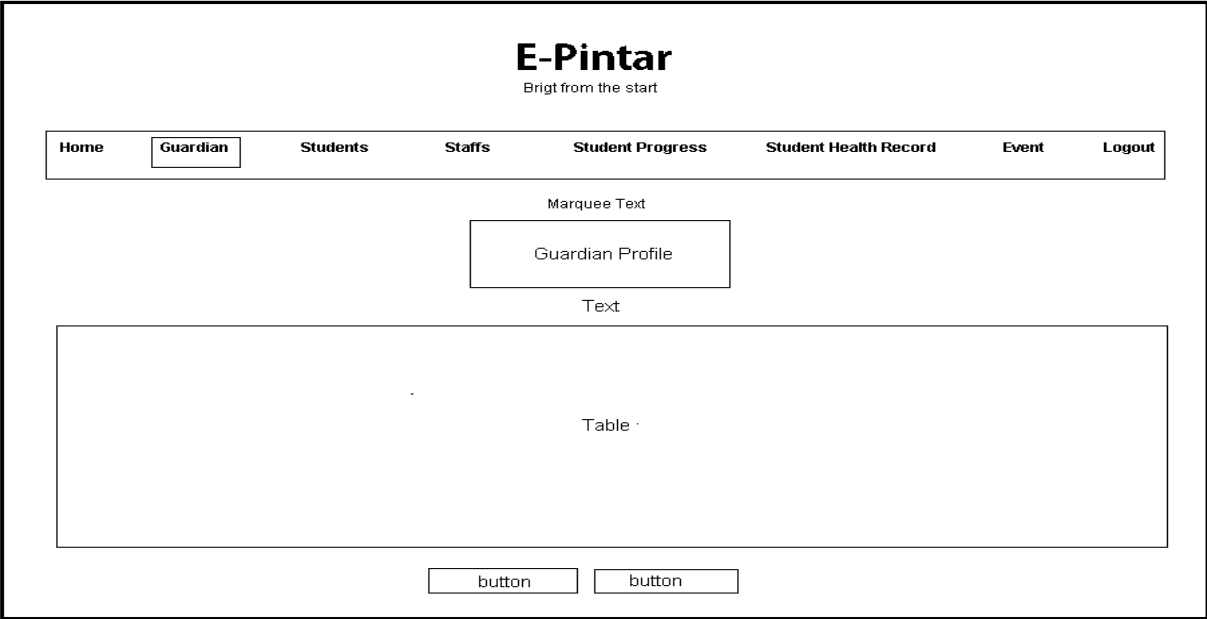 E-Pintar
Brigt from the start
Home Guardian Students Staffs Student Progress Student Health Record Event Logout
Marquee Text
Guardian Profile
Text
Table
button button